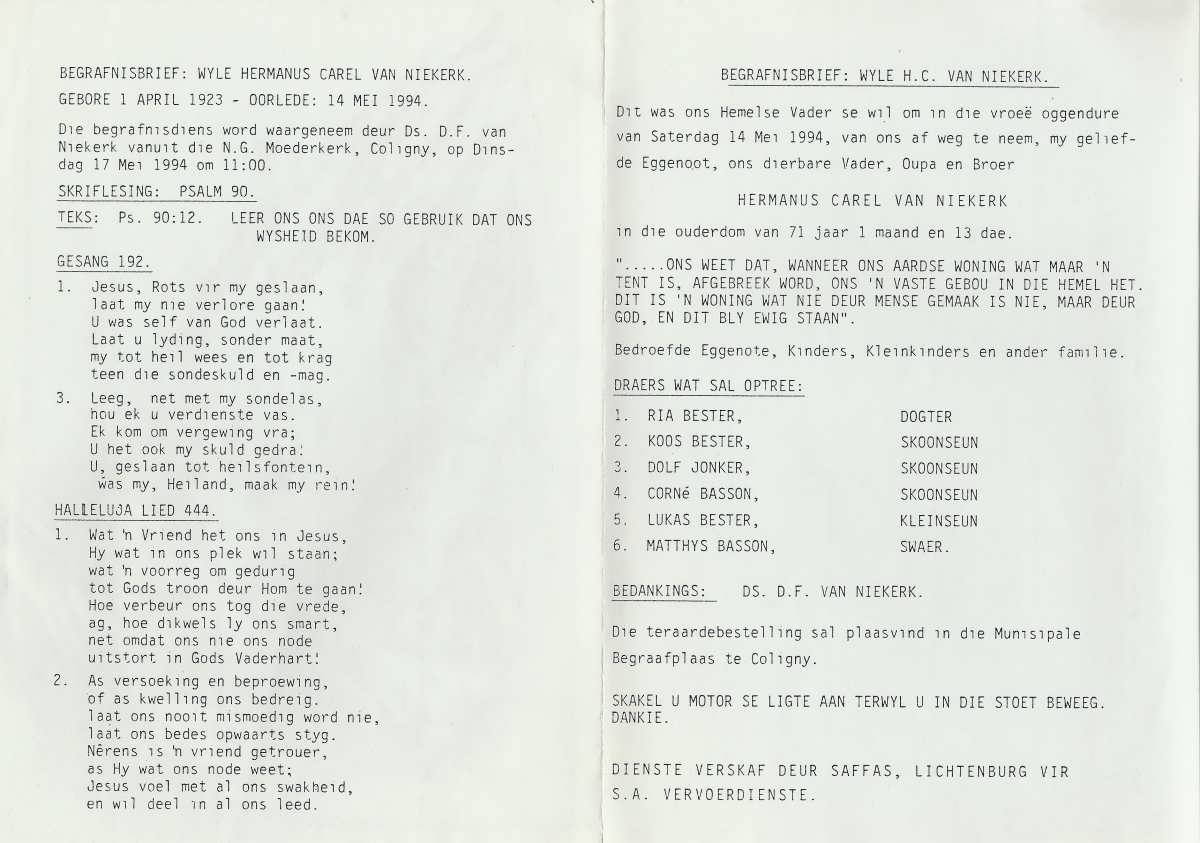 BEGRAFNISBRIEF: WYLE HERMANUS CAREL VAN NIEKERK.
GEBORE 1 APRIL 1923 - OORLEDE: 14 MEI 1994.
Die begrafnisdiens word waargeneem deur Ds. D.F. van
Niekerk vanuit die N.G. Moederkerk, Coligny, op Dins-
dag 17 Mei 1994 om 11:00.
SKRIFLESING: PSALM 90.
TEKS: Ps. 90:12. LEER ONS ONS DAE SO GEBRUIK DAT ONS
WYSHEID BEKOM.
GESANG 192.
1. Jesus, Rots vir my geslaan,
laat my nie verlore gaan!
U was self van God verlaat.
Laat u lyding, sonder maat,
my tot heil wees en tot krag
teen die sondeskuld en -mag.
3. Leeg, net met my sondelas,
hou ek u verdienste vas.
Ek kom om vergewing vra;
U het ook my skuld gedra!
U, geslaan tot heilsfontein,
was my, Heiland, maak my rein!
HALLELUJA LIED 444.
1. Wat 'n Vriend het ons in Jesus,
Hy wat in ons plek wil staan;
wat 'n voorreg om gedurig
tot Gods troon deur Hom te gaan!
Hoe verbeur ons tog die vrede,
ag, hoe dikwels ly ons smart,
net omdat ons nie ons node
uitstort in Gods Vaderhart!
2. As versoeking en beproewing,
of as kwelling ons bedreig.
laat ons nooit mismoedig word nie,
laat ons bedes opwaarts styg.
Nêrens is 'n vriend getrouer,
as Hy wat ons node weet;
Jesus voel met al ons swakheid,
en wil deel in al ons leed.
BEGRAFNISBRIEF: WYLE H.C. VAN NIEKERK.
Dit was ons Hemelse Vader se wil om in die vroeë oggendure
van Saterdag 14 Mei 1994, van ons af weg te neem, my gelief-
de Eggenoot, ons dierbare Vader, Oupa en Broer
HERMANUS CAREL VAN NIEKERK
in die ouderdom van 71 jaar 1 maand en 13 dae.
".....ONS WEET DAT, WANNEER ONS AARDSE WONING WAT MAAR 'N
TENT IS, AFGEBREEK WORD, ONS 'N VASTE GEBOU IN DIE HEMEL HET.
DIT IS 'N WONING WAT NIE DEUR MENSE GEMAAK IS NIE, MAAR DEUR
GOD, EN DIT BLY EWIG STAAN".
Bedroefde Eggenote, Kinders, Kleinkinders en ander familie.
DRAERS WAT SAL OPTREE:
1. RIA BESTER, DOGTER
2. KOOS BESTER, SKOONSEUN
3. DOLF JONKER, SKOONSEUN
4. CORNé BASSON, SKOONSEUN
5. LUKAS BESTER, KLEINSEUN
6. MATTHYS BASSON, SWAER.
BEDANKINGS: DS. D.F. VAN NIEKERK.
Die teraardebestelling sal plaasvind in die Munisipale
Begraafplaas te Coligny.
SKAKEL U MOTOR SE LIGTE AAN TERWYL U IN DIE STOET BEWEEG.
DANKIE.
DIENSTE VERSKAF DEUR SAFFAS, LICHTENBURG VIR
S.A. VERVOERDIENSTE.